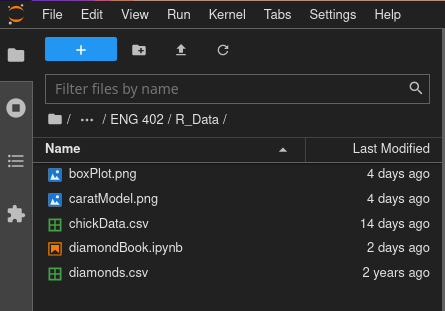 File Edit View Run Kernel Tabs Settings Help
Filter files by name
/ ... / ENG 402 / R_Data /
Name Last Modified
boxPlot.png 4 days ago
caratModel.png 4 days ago
chickData.csv 14 days ago
diamondBook.ipynb 2 days ago
diamonds.csv 2 years ago